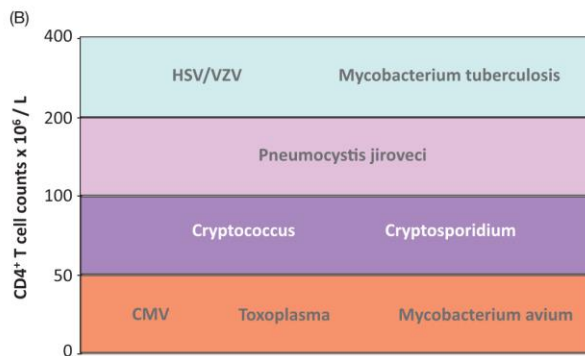 (B)
400
HSV/VZV Mycobacterium tuberculosis
200
Pneumocystis jiroveci
100
Cryptococcus Cryptosporidium
50
CMV Toxoplasma Mycobacterium avium
0
CD4⁺ T cell counts x 10⁶ / L